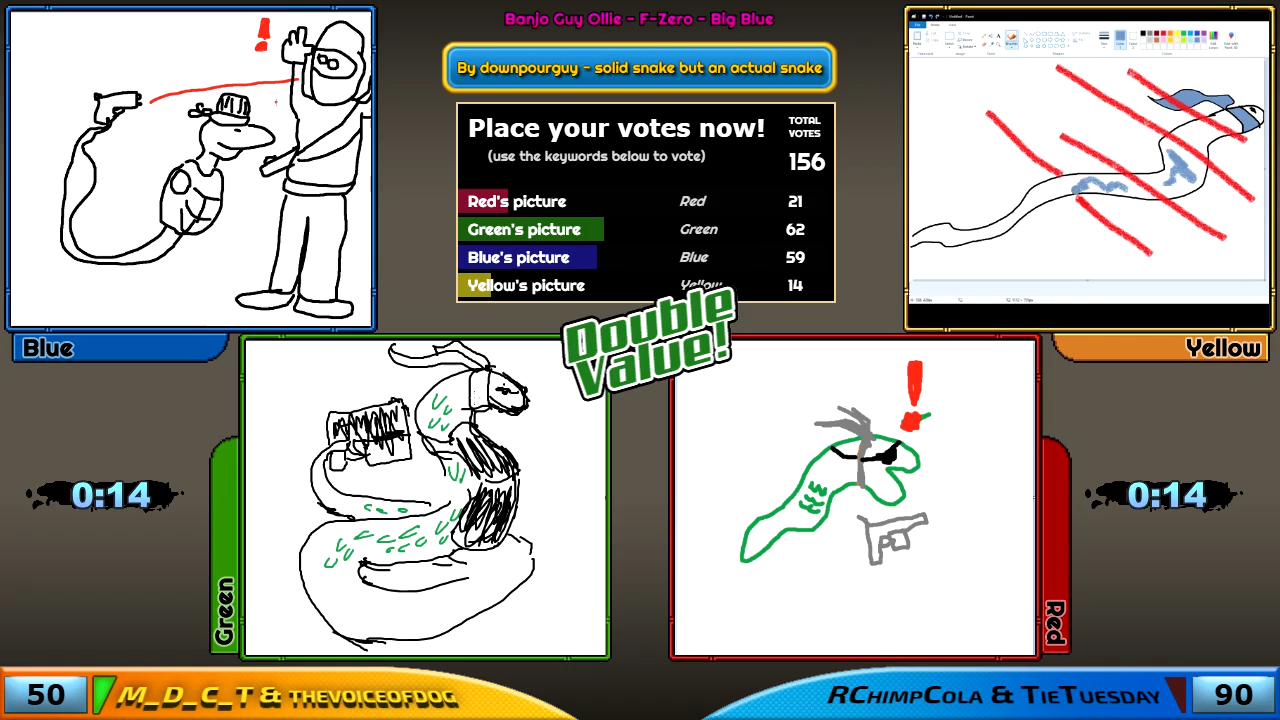 Banjo Guy Ollie - F-Zero - Big Blue
By downpourguy - solid snake but an actual snake
Place your votes now!
TOTAL
VOTES
(use the keywords below to vote)
156
Red's picture Red 21
Green's picture Green 62
Blue's picture Blue 59
Yellow's picture Yellow 14
Double
Value!
Blue
Yellow
0:14
0:14
Green
Red
50
M_D_C_T & THEVOICEOFDOG
RCHIMPCOLA & TIETUESDAY
90